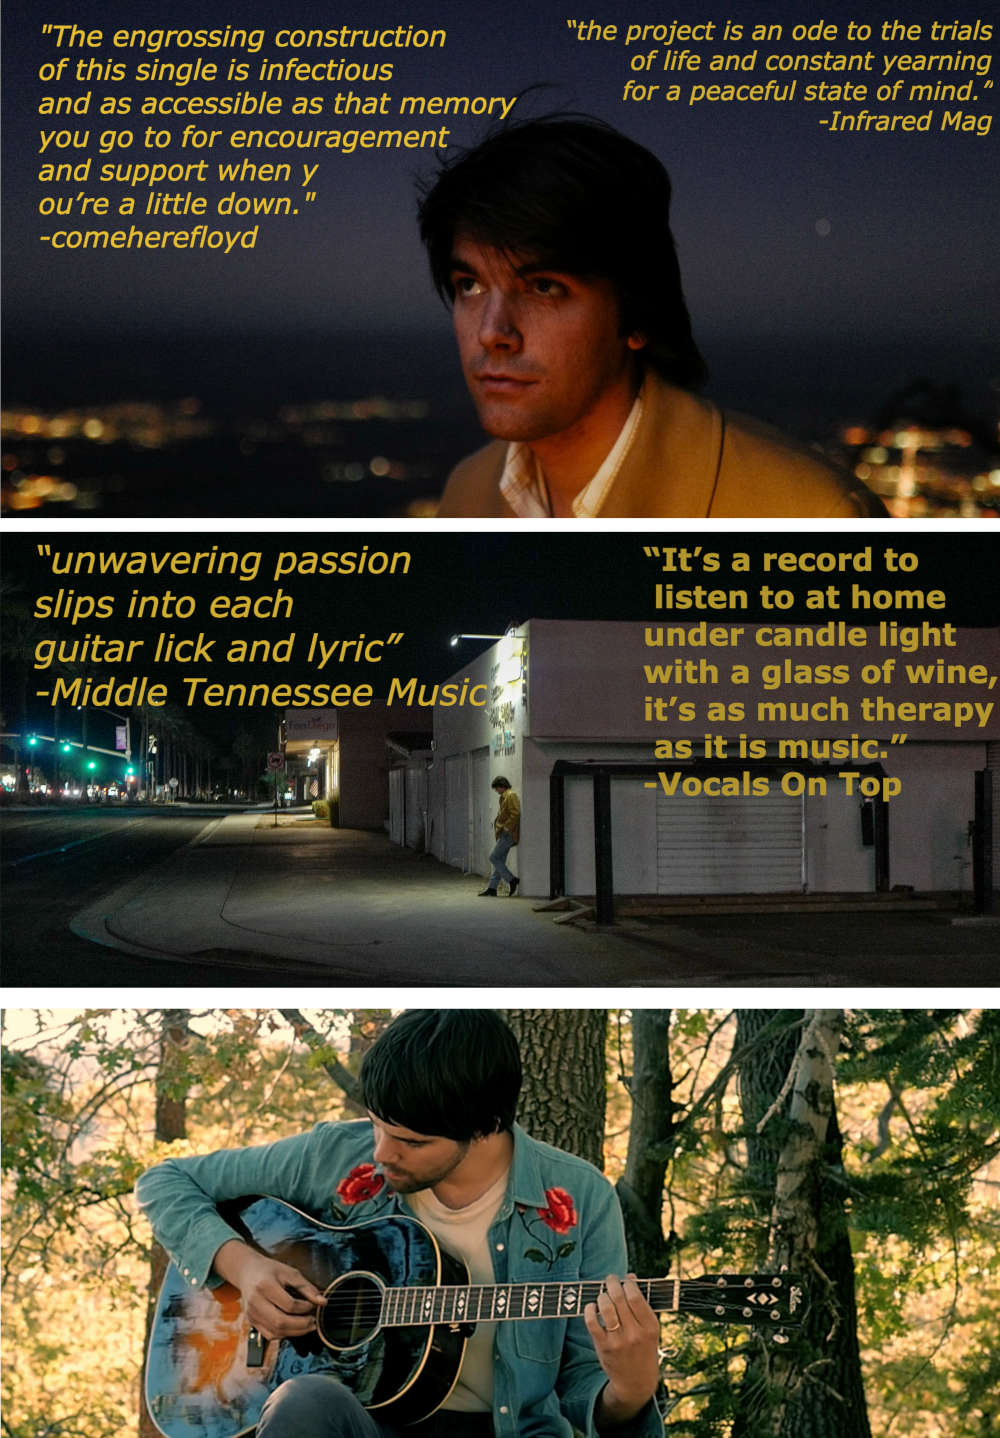 "The engrossing construction
of this single is infectious
and as accessible as that memory
you go to for encouragement
and support when y
ou’re a little down."
-comeherefloyd
“the project is an ode to the trials
of life and constant yearning
for a peaceful state of mind.”
-Infrared Mag
“unwavering passion
slips into each
guitar lick and lyric”
-Middle Tennessee Music
“It’s a record to
listen to at home
under candle light
with a glass of wine,
it’s as much therapy
as it is music.”
-Vocals On Top